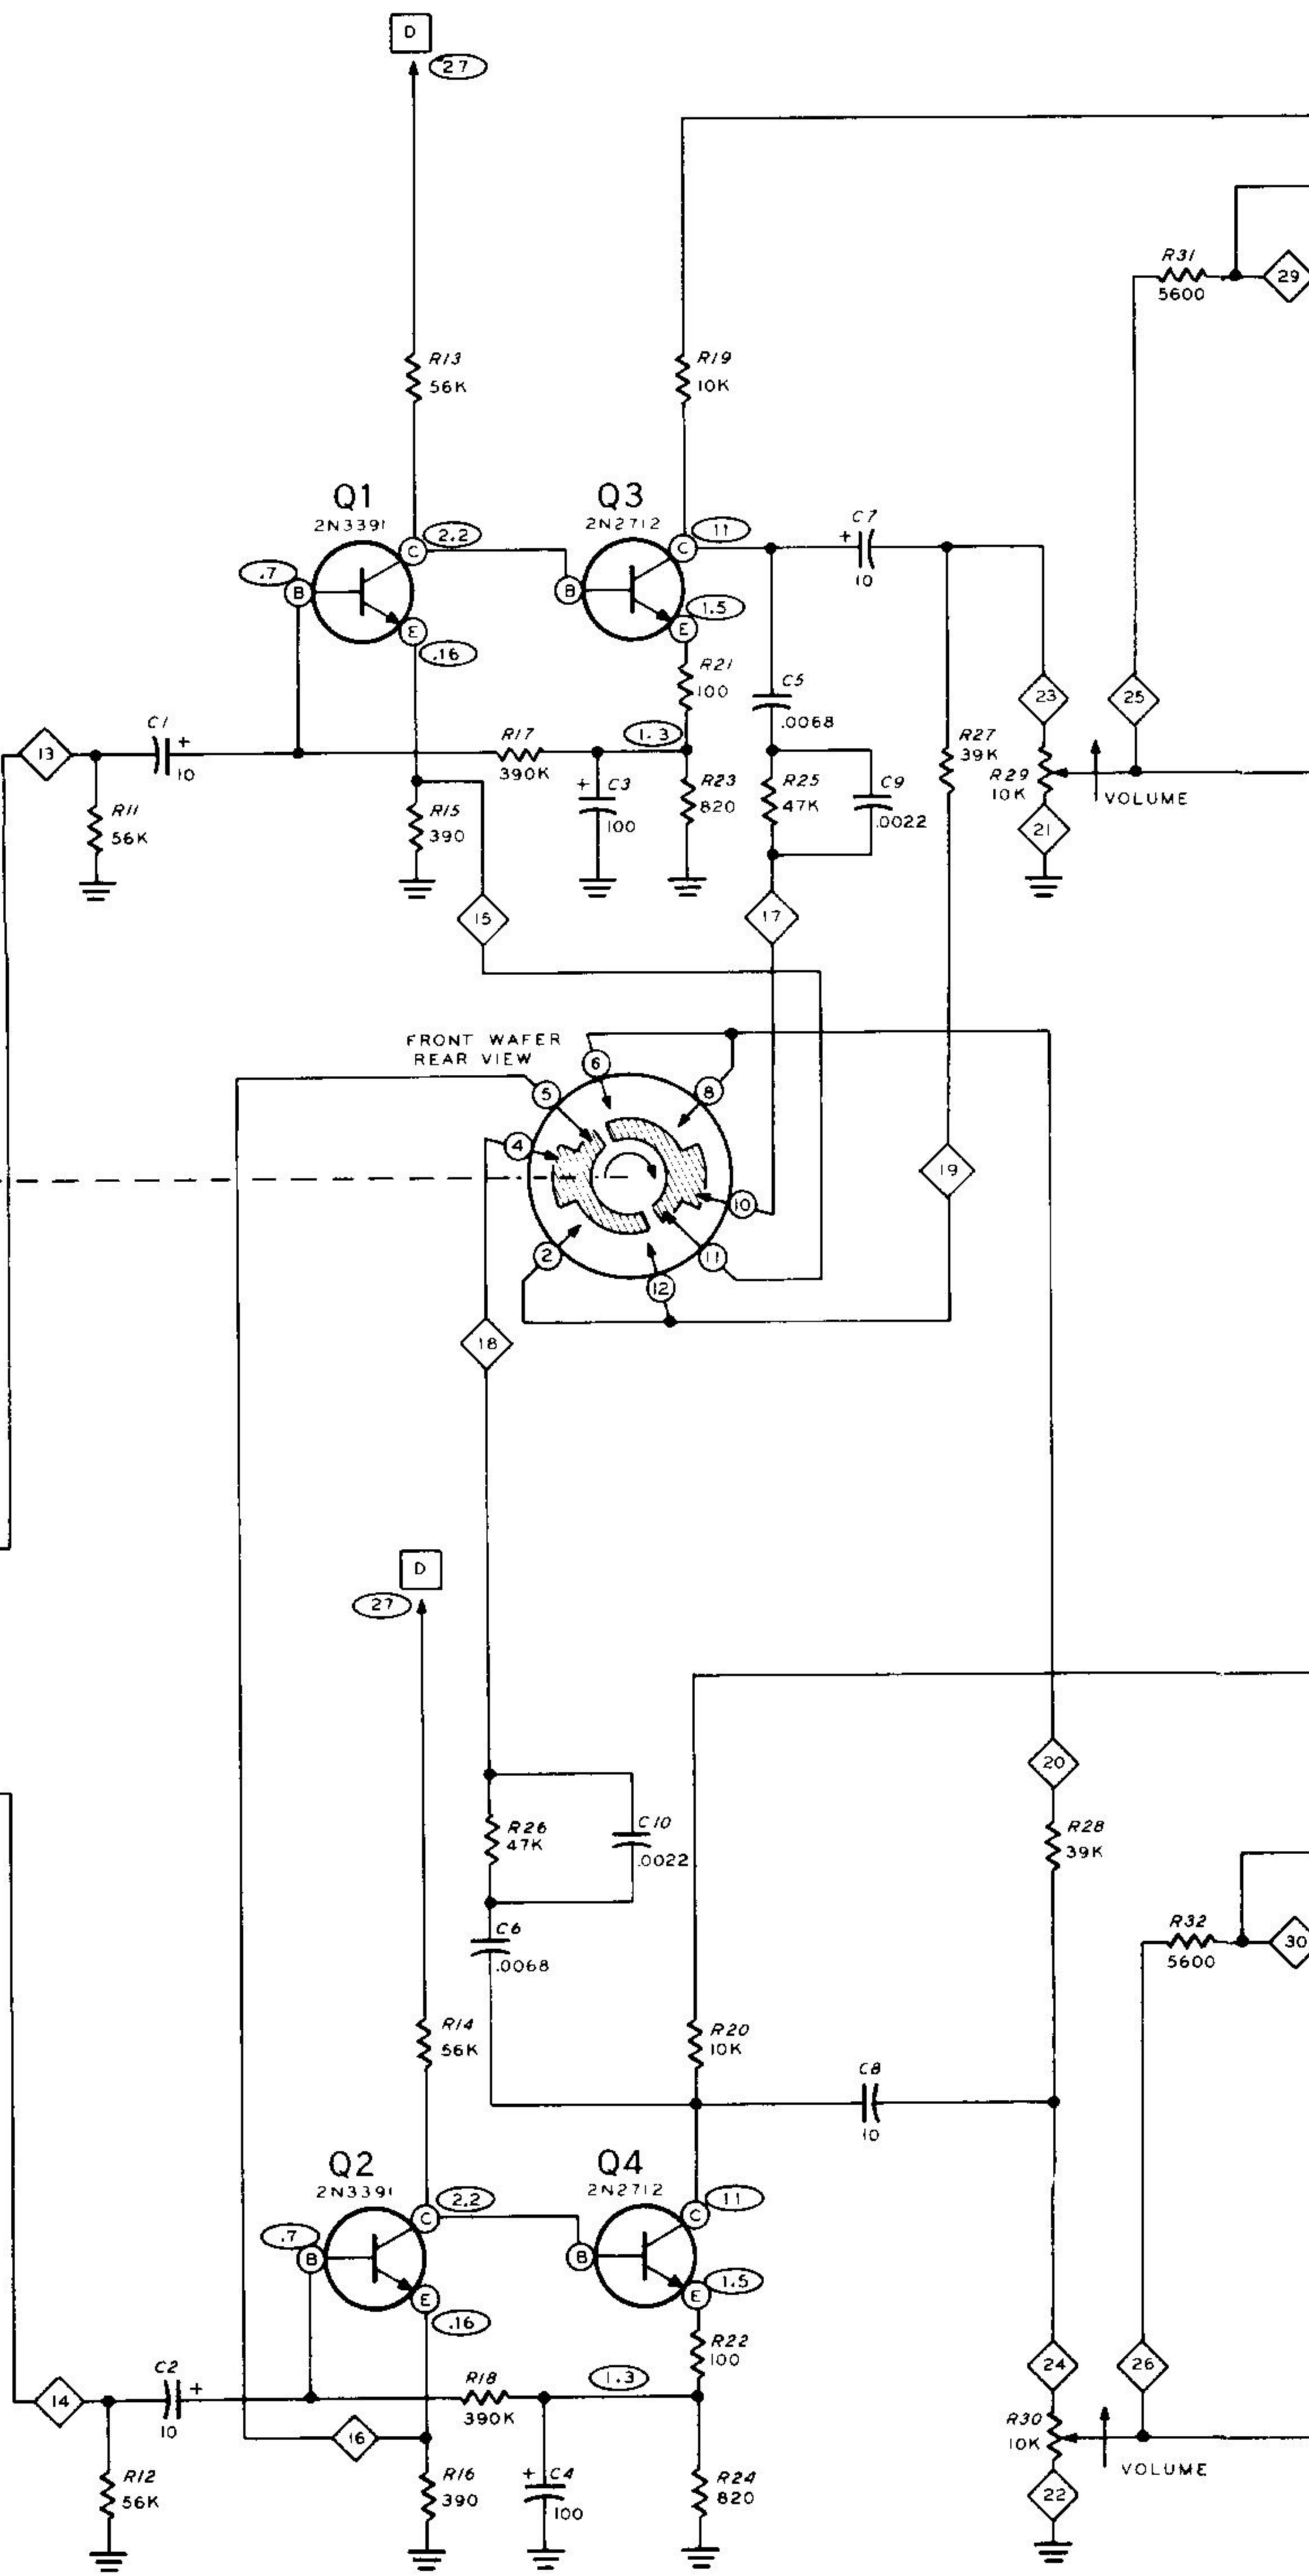 D
27
R31
5600
29
R13
56K
R19
10K
Q1
2N3391
Q3
2N2712
C
2.2
C
11
C7
+
10
.7
B
B
1.5
E
E
.16
R21
100
C5
.0068
23
25
13
C1
+
10
R17
390K
1.3
R27
39K
R29
10K
VOLUME
R11
56K
R15
390
+
C3
100
R23
820
R25
47K
C9
.0022
21
15
17
FRONT WAFER
REAR VIEW
6
5
8
4
19
10
2
11
12
18
D
27
20
R26
47K
C10
.0022
R28
39K
C6
.0068
R32
5600
30
R14
56K
R20
10K
C8
10
Q2
2N3391
Q4
2N2712
C
2.2
C
11
.7
B
B
1.5
E
E
.16
R22
100
24
26
14
C2
+
10
R18
390K
1.3
16
R30
10K
VOLUME
R12
56K
R16
390
+
C4
100
R24
820
22